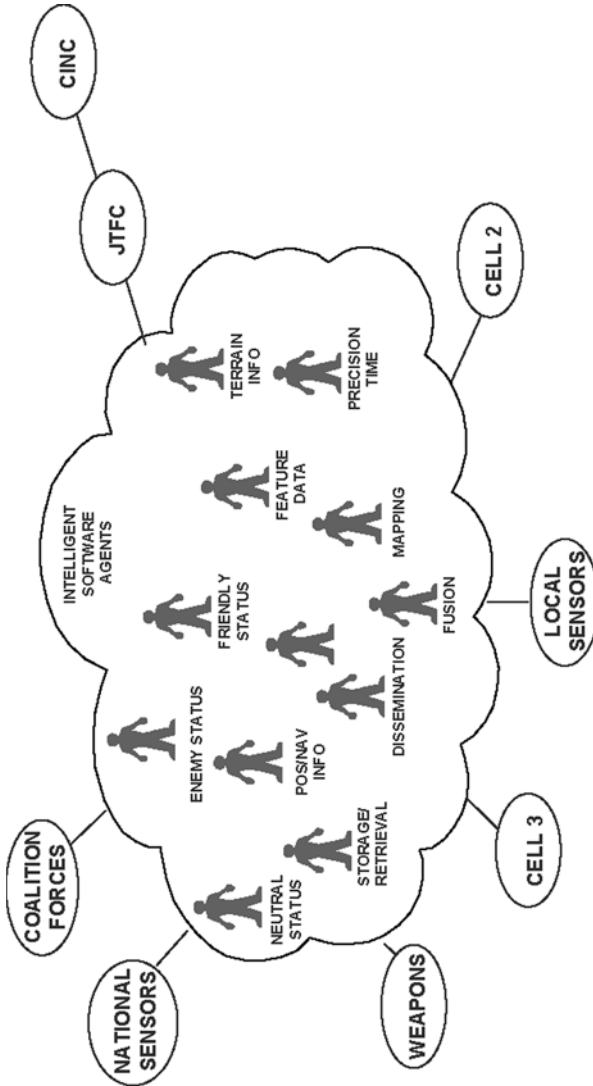 CINC
JTFC
COALITION
FORCES
NATIONAL
SENSORS
INTELLIGENT
SOFTWARE
AGENTS
ENEMY STATUS
FRIENDLY
STATUS
TERRAIN
INFO
NEUTRAL
STATUS
POS/NAV
INFO
FEATURE
DATA
PRECISION
TIME
STORAGE/
RETRIEVAL
DISSEMINATION
MAPPING
FUSION
WEAPONS
CELL 3
LOCAL
SENSORS
CELL 2